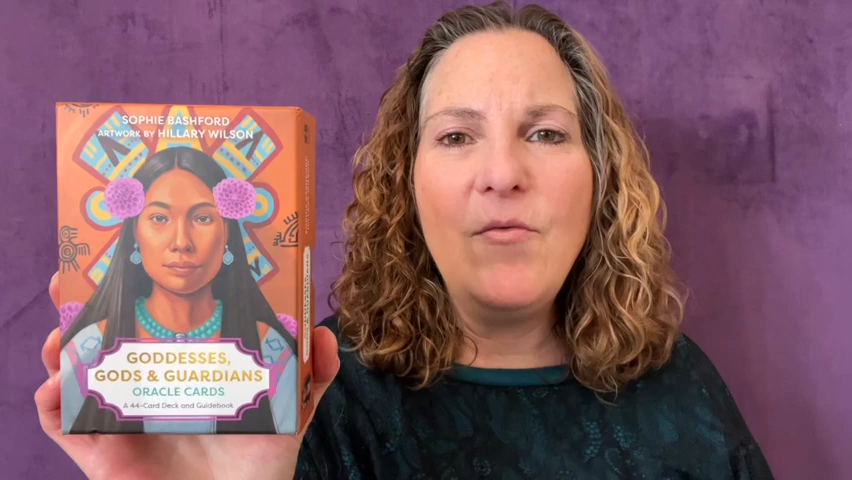 SOPHIE BASHFORD
ARTWORK BY HILLARY WILSON
GODDESSES,
GODS & GUARDIANS
ORACLE CARDS
A 44-Card Deck and Guidebook